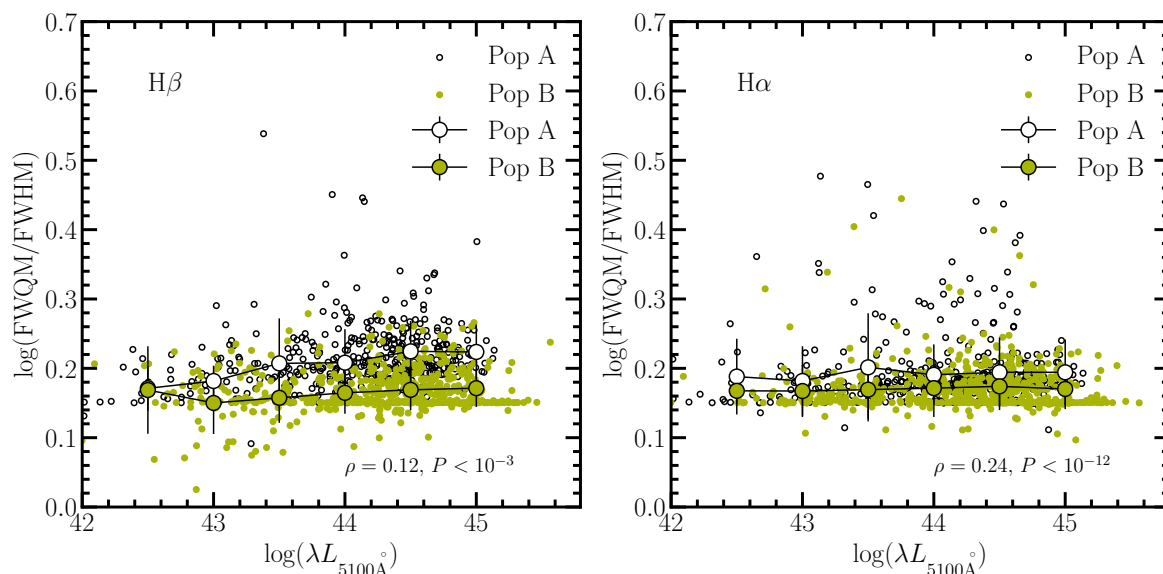 0.7
0.6
0.5
0.4
0.3
0.2
0.1
0.0
log(FWQM/FWHM)
Hβ
Pop A
Pop B
Pop A
Pop B
ρ = 0.12, P < 10⁻³
42 43 44 45
log(λL5100Å)
0.7
0.6
0.5
0.4
0.3
0.2
0.1
0.0
log(FWQM/FWHM)
Hα
Pop A
Pop B
Pop A
Pop B
ρ = 0.24, P < 10⁻¹²
42 43 44 45
log(λL5100Å)